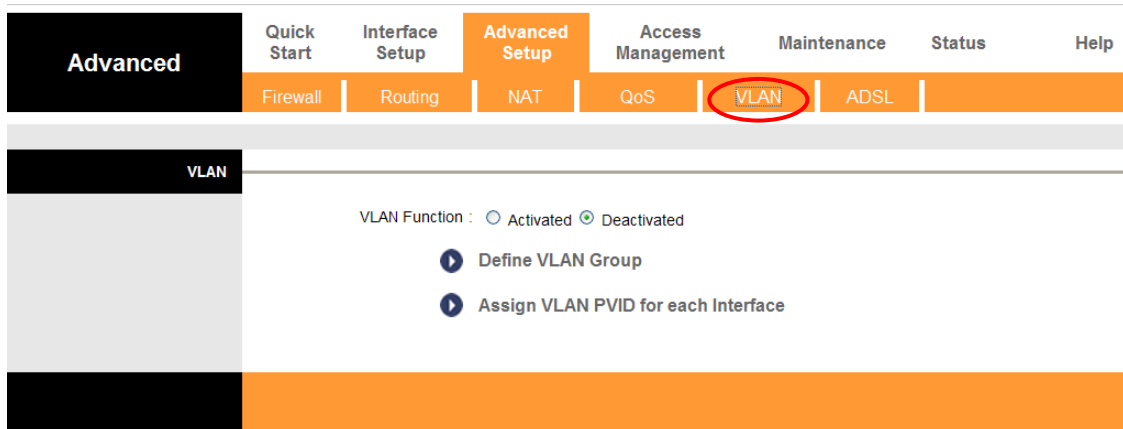 Advanced
Quick Start
Interface Setup
Advanced Setup
Access Management
Maintenance
Status
Help
Firewall
Routing
NAT
QoS
VLAN
ADSL
VLAN
VLAN Function : Activated Deactivated
Define VLAN Group
Assign VLAN PVID for each Interface